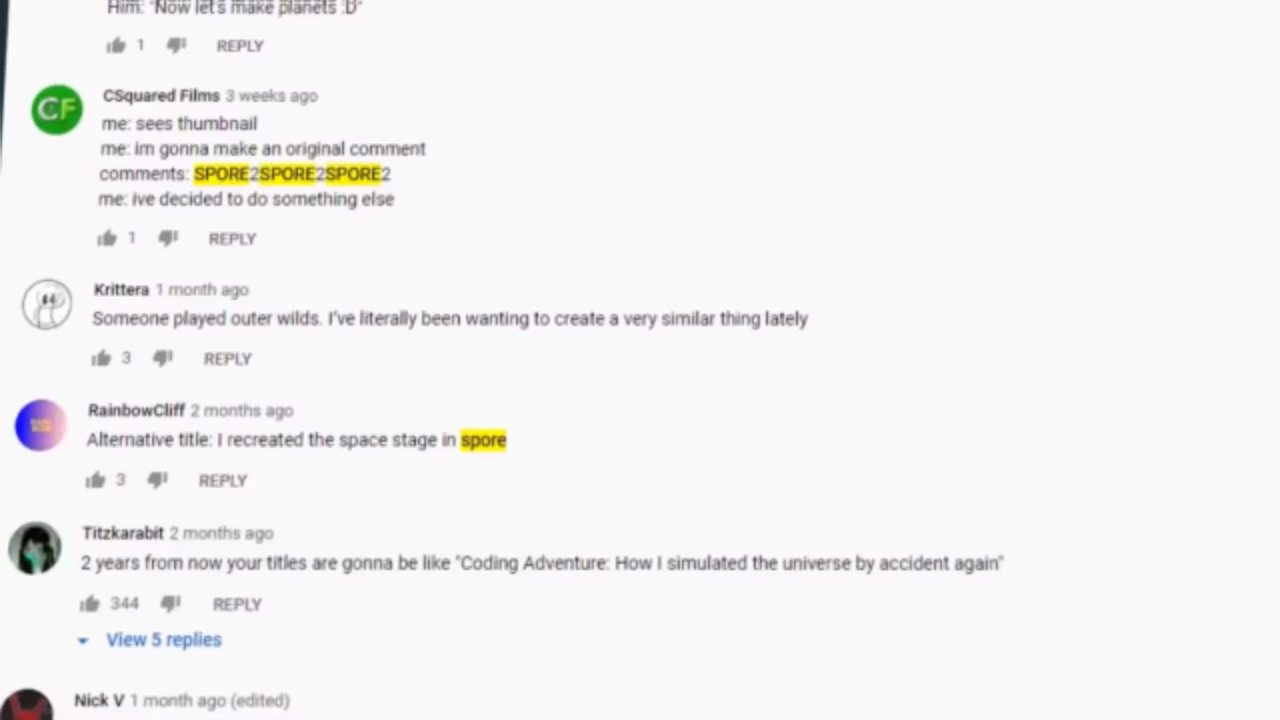 Him: "Now let's make planets :D"
1 REPLY
CF
CSquared Films 3 weeks ago
me: sees thumbnail
me: im gonna make an original comment
comments: SPORE2SPORE2SPORE2
me: ive decided to do something else
1 REPLY
Krittera 1 month ago
Someone played outer wilds. I've literally been wanting to create a very similar thing lately
3 REPLY
RainbowCliff 2 months ago
Alternative title: I recreated the space stage in spore
3 REPLY
Titzkarabit 2 months ago
2 years from now your titles are gonna be like "Coding Adventure: How I simulated the universe by accident again"
344 REPLY
View 5 replies
Nick V 1 month ago (edited)